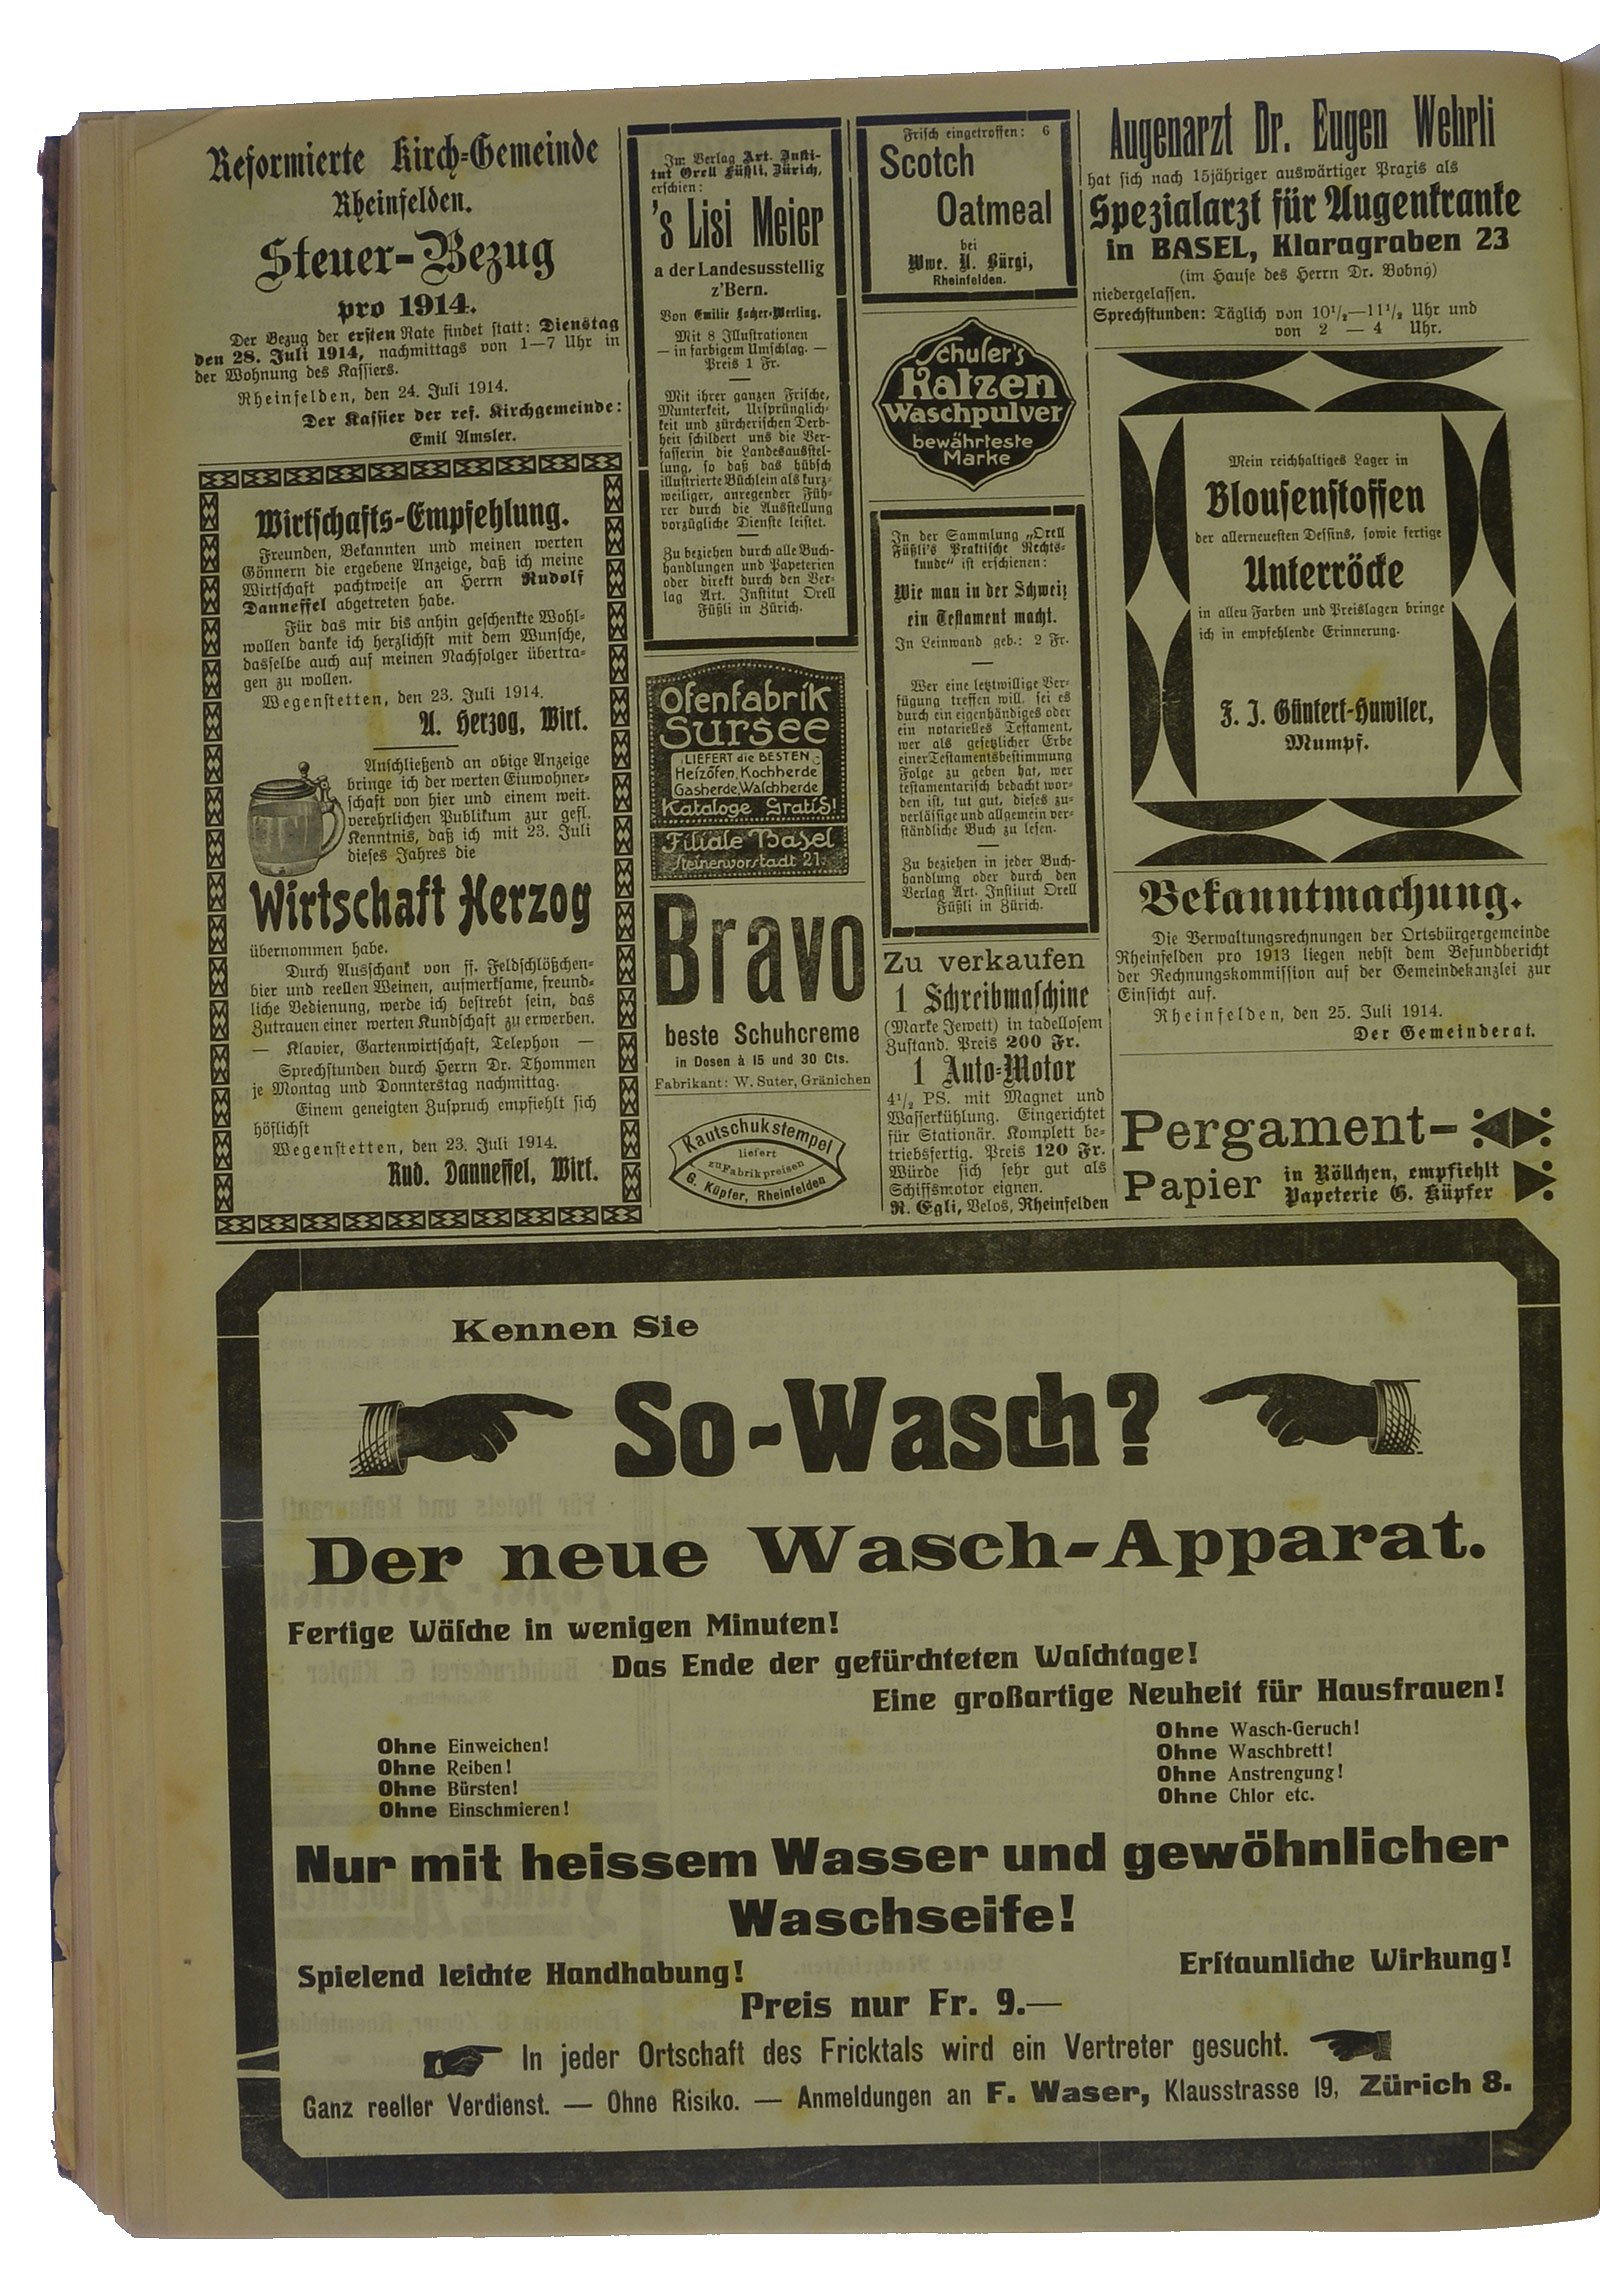 Reformierte Kirch-Gemeinde
Rheinfelden.
Steuer-Bezug
pro 1914.
Der Bezug der ersten Rate findet statt: Dienstag
den 28. Juli 1914, nachmittags von 1—7 Uhr in
der Wohnung des Kassiers.
Rheinfelden, den 24. Juli 1914.
Der Kassier der ref. Kirchgemeinde:
Emil Amsler.
Wirtschafts-Empfehlung.
Freunden, Bekannten und meinen werten
Gönnern die ergebene Anzeige, daß ich meine
Wirtschaft pachtweise an Herrn Rudolf
Danneffel abgetreten habe.
Für das mir bis anhin geschenkte Wohl-
wollen danke ich herzlichst mit dem Wunsche,
dasselbe auch auf meinen Nachfolger übertra-
gen zu wollen.
Wegenstetten, den 23. Juli 1914.
A. Herzog, Wirt.
Anschließend an obige Anzeige
bringe ich der werten Einwohner-
schaft von hier und einem weit.
verehrlichen Publikum zur gefl.
Kenntnis, daß ich mit 23. Juli
dieses Jahres die
Wirtschaft Herzog
übernommen habe.
Durch Ausschank von ff. Feldschlößchen-
bier und reellen Weinen, aufmerksame, freund-
liche Bedienung, werde ich bestrebt sein, das
Zutrauen einer werten Kundschaft zu erwerben.
— Klavier, Gartenwirtschaft, Telephon —
Sprechstunden durch Herrn Dr. Thommen
je Montag und Donnterstag nachmittag.
Einem geneigten Zuspruch empfiehlt sich
höflichst
Wegenstetten, den 23. Juli 1914.
Rud. Danneffel, Wirt.
Im Verlag Art. Insti-
tut Orell Füßli, Zürich,
erschien:
's Lisi Meier
a der Landesusstellig
z'Bern.
Von Emilie Locher-Werling.
Mit 8 Illustrationen
— in farbigem Umschlag. —
Preis 1 Fr.
Mit ihrer ganzen Frische,
Munterkeit, Ursprünglich-
keit und zürcherischen Derb-
heit schildert uns die Ver-
fasserin die Landesausstel-
lung, so daß das hübsch
illustrierte Büchlein als kurz-
weiliger, anregender Füh-
rer durch die Ausstellung
vorzügliche Dienste leistet.
Zu beziehen durch alle Buch-
handlungen und Papeterien
oder direkt durch den Ver-
lag Art. Institut Orell
Füßli in Zürich.
Ofenfabrik
Sursee
LIEFERT die BESTEN
Heizöfen, Kochherde
Gasherde, Waschherde
Kataloge Gratis!
Filiale Basel
Steinenvorstadt 21.
Bravo
beste Schuhcreme
in Dosen à 15 und 30 Cts.
Fabrikant: W. Suter, Gränichen
Kautschukstempel
liefert
zu Fabrikpreisen
G. Küpfer, Rheinfelden
Frisch eingetroffen: 6
Scotch
Oatmeal
bei
Wwe. A. Bürgi,
Rheinfelden.
Schuler's
Katzen
Waschpulver
bewährteste
Marke
In der Sammlung „Orell
Füßli's Praktische Rechts-
kunde" ist erschienen:
Wie man in der Schweiz
ein Testament macht.
In Leinwand geb.: 2 Fr.
Wer eine letztwillige Ver-
fügung treffen will, sei es
durch ein eigenhändiges oder
ein notarielles Testament,
wer als gesetzlicher Erbe
einer Testamentsbestimmung
Folge zu geben hat, wer
testamentarisch bedacht wor-
den ist, tut gut, dieses zu-
verlässige und allgemein ver-
ständliche Buch zu lesen.
Zu beziehen in jeder Buch-
handlung oder durch den
Verlag Art. Institut Orell
Füßli in Zürich.
Zu verkaufen
1 Schreibmaschine
(Marke Jewett) in tadellosem
Zustand. Preis 200 Fr.
1 Auto-Motor
4½ PS. mit Magnet und
Wasserkühlung. Eingerichtet
für Stationär. Komplett be-
triebsfertig. Preis 120 Fr.
Würde sich sehr gut als
Schiffsmotor eignen.
R. Egli, Velos, Rheinfelden
Augenarzt Dr. Eugen Wehrli
hat sich nach 15jähriger auswärtiger Praxis als
Spezialarzt für Augenkranke
in BASEL, Klaragraben 23
(im Hause des Herrn Dr. Bobny)
niedergelassen.
Sprechstunden: Täglich von 10½—11½ Uhr und
von 2 — 4 Uhr.
Mein reichhaltiges Lager in
Blousenstoffen
der allerneuesten Dessins, sowie fertige
Unterröcke
in allen Farben und Preislagen bringe
ich in empfehlende Erinnerung.
F. J. Güntert-Huwiler,
Mumpf.
Bekanntmachung.
Die Verwaltungsrechnungen der Ortsbürgergemeinde
Rheinfelden pro 1913 liegen nebst dem Befundbericht
der Rechnungskommission auf der Gemeindekanzlei zur
Einsicht auf.
Rheinfelden, den 25. Juli 1914.
Der Gemeinderat.
Pergament-
Papier in Röllchen, empfiehlt
Papeterie G. Küpfer
Kennen Sie
So-Wasch?
Der neue Wasch-Apparat.
Fertige Wäsche in wenigen Minuten!
Das Ende der gefürchteten Waschtage!
Eine großartige Neuheit für Hausfrauen!
Ohne Einweichen!
Ohne Reiben!
Ohne Bürsten!
Ohne Einschmieren!
Ohne Wasch-Geruch!
Ohne Waschbrett!
Ohne Anstrengung!
Ohne Chlor etc.
Nur mit heissem Wasser und gewöhnlicher
Waschseife!
Spielend leichte Handhabung!
Erstaunliche Wirkung!
Preis nur Fr. 9.—
In jeder Ortschaft des Fricktals wird ein Vertreter gesucht.
Ganz reeller Verdienst. — Ohne Risiko. — Anmeldungen an F. Waser, Klausstrasse 19, Zürich 8.